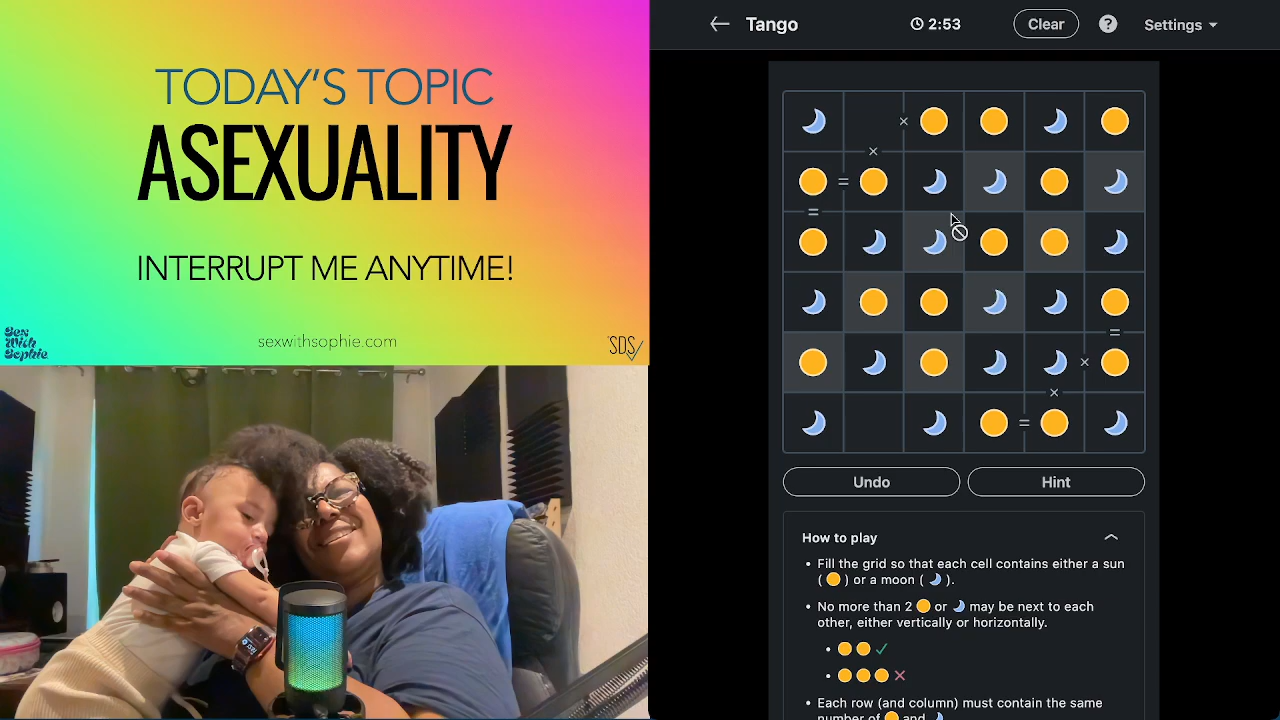 TODAY'S TOPIC
ASEXUALITY
INTERRUPT ME ANYTIME!
Sex
With
Sophie
sexwithsophie.com
SDS
Tango
2:53
Clear
?
Settings
×
×
=
=
=
×
×
=
Undo
Hint
How to play
• Fill the grid so that each cell contains either a sun
( ) or a moon ( ).
• No more than 2 or may be next to each
other, either vertically or horizontally.
• Each row (and column) must contain the same
number of and